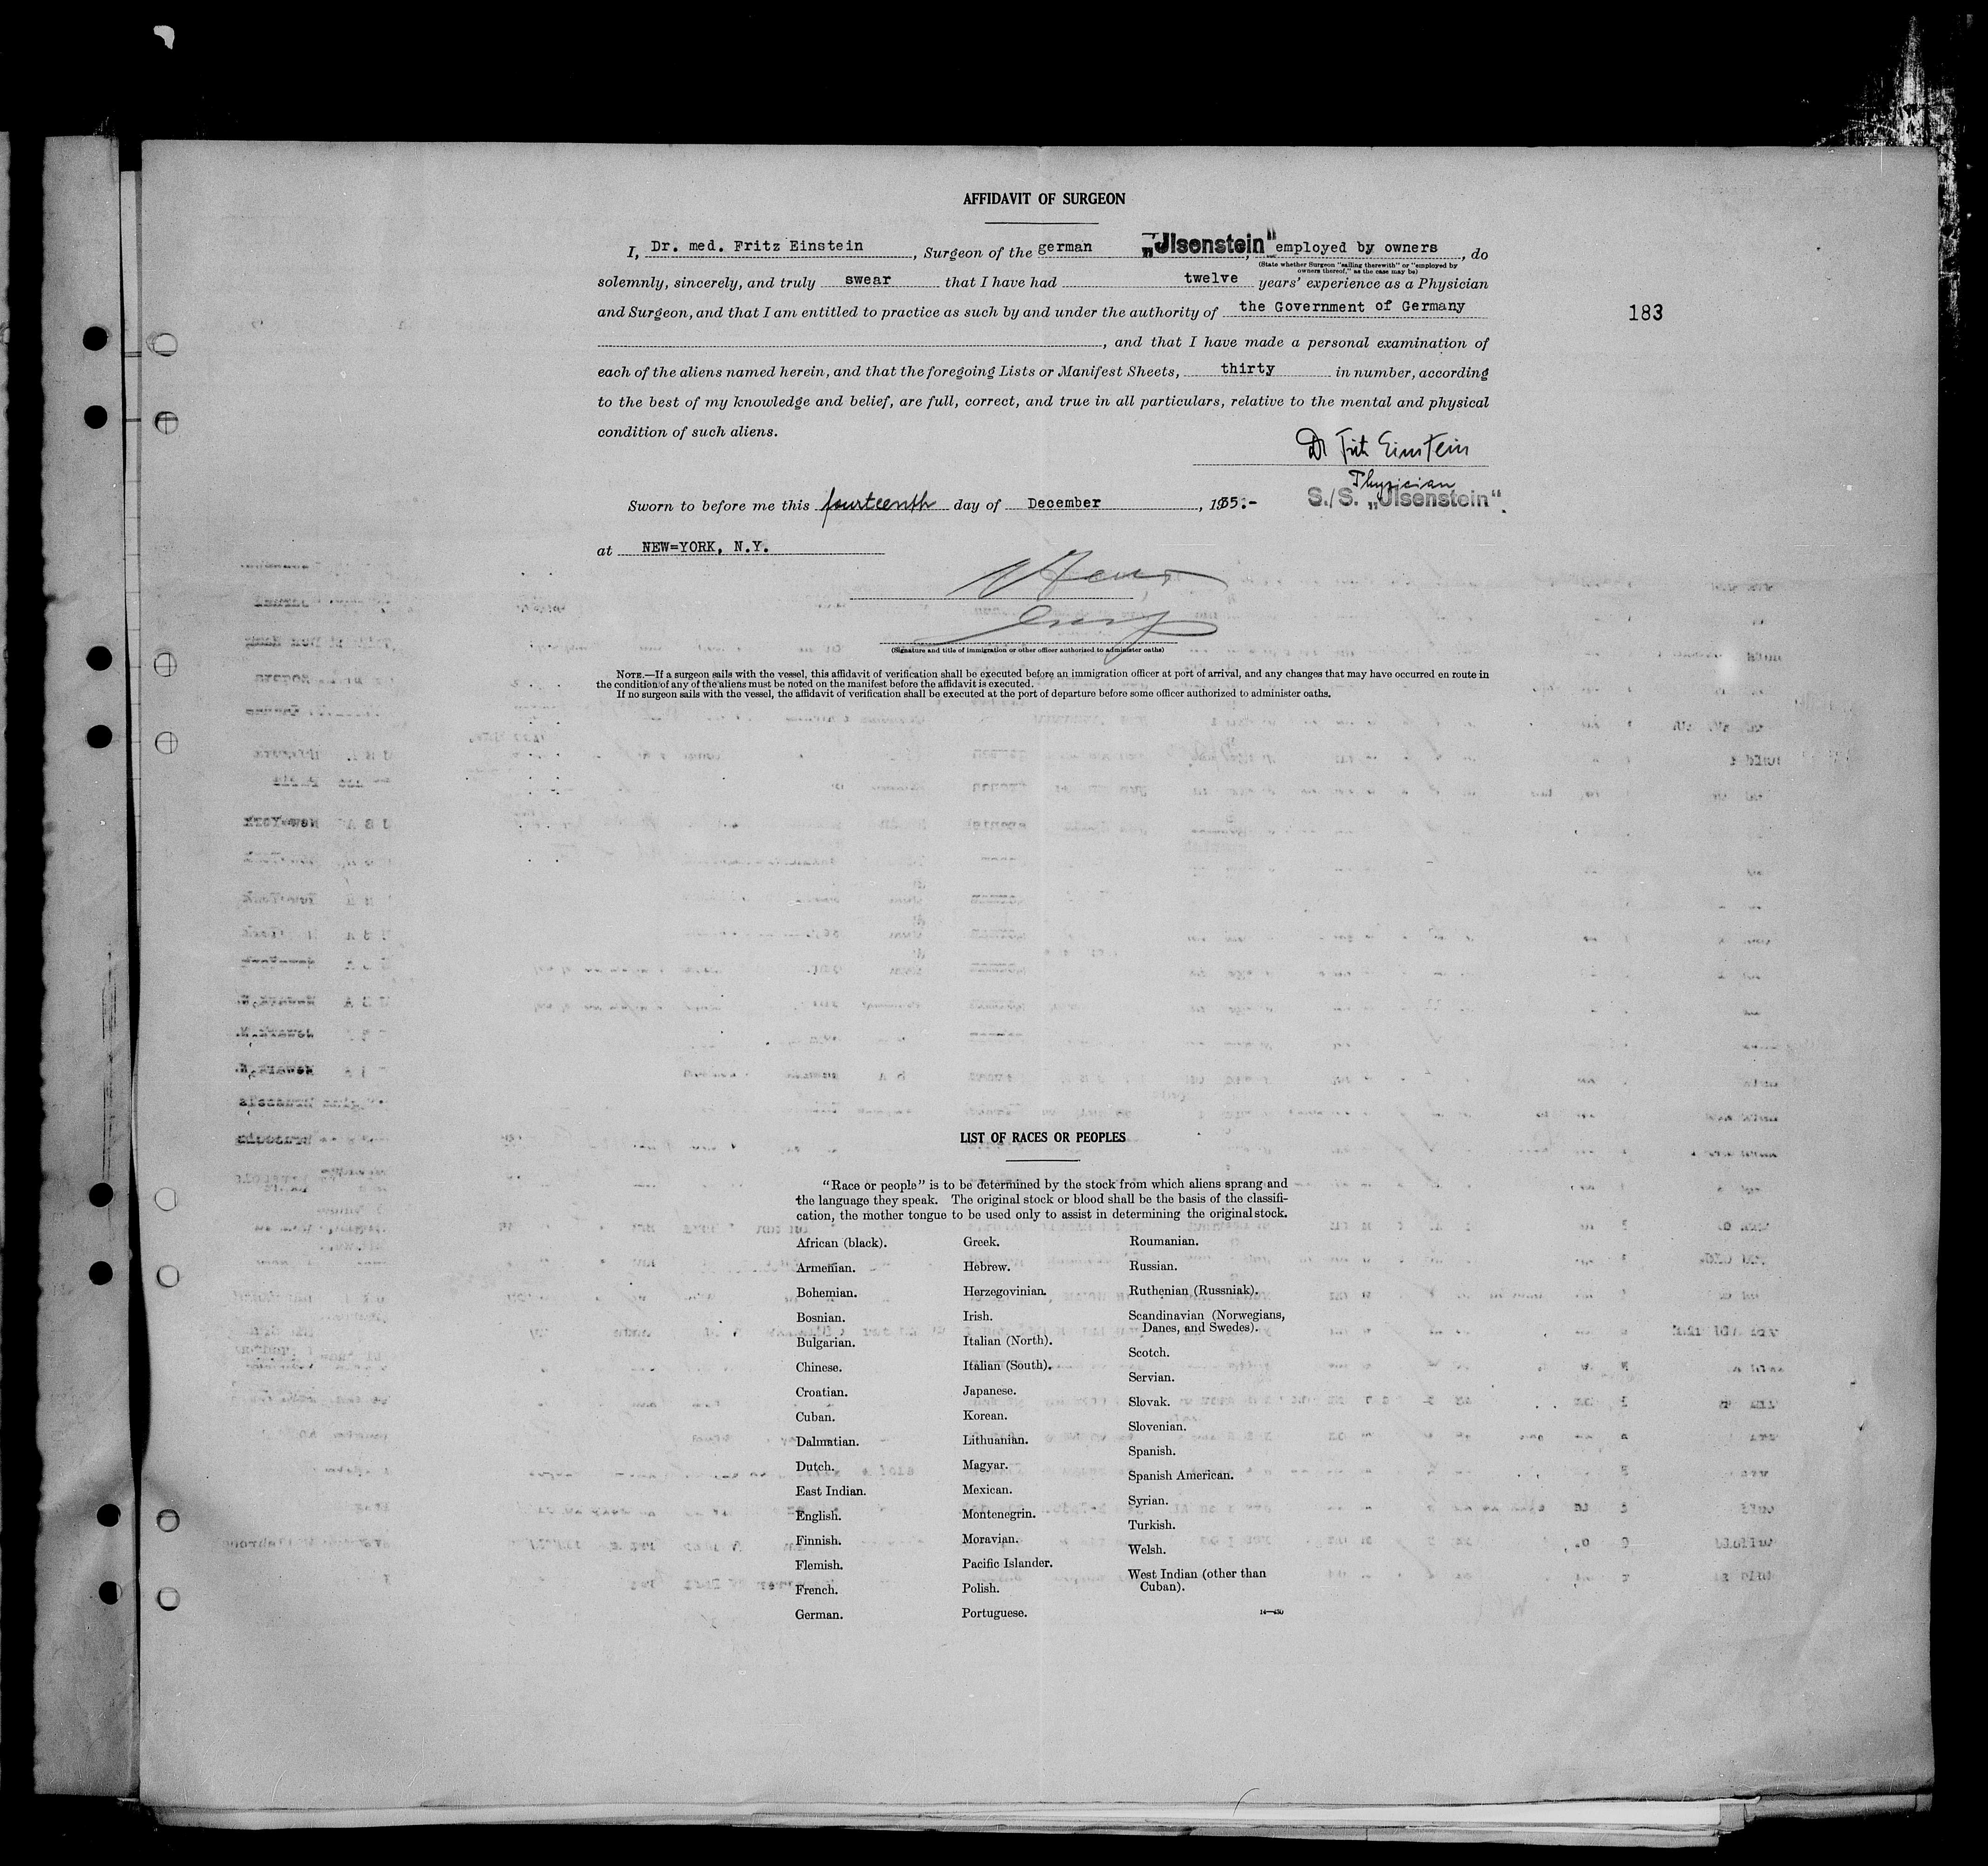 AFFIDAVIT OF SURGEON
I, Dr. med. Fritz Einstein, Surgeon of the german „Jlsenstein" employed by owners, do
(State whether Surgeon "sailing therewith" or "employed by
owners thereof," as the case may be)
solemnly, sincerely, and truly swear that I have had twelve years' experience as a Physician
and Surgeon, and that I am entitled to practice as such by and under the authority of the Government of Germany
183
, and that I have made a personal examination of
each of the aliens named herein, and that the foregoing Lists or Manifest Sheets, thirty in number, according
to the best of my knowledge and belief, are full, correct, and true in all particulars, relative to the mental and physical
condition of such aliens.
Dr Fritz Einstein
Physician
S./S. „Jlsenstein"
Sworn to before me this fourteenth day of December, 1935.-
at NEW=YORK, N.Y.
(Signature and title of immigration or other officer authorized to administer oaths)
NOTE.—If a surgeon sails with the vessel, this affidavit of verification shall be executed before an immigration officer at port of arrival, and any changes that may have occurred en route in
the condition of any of the aliens must be noted on the manifest before the affidavit is executed.
If no surgeon sails with the vessel, the affidavit of verification shall be executed at the port of departure before some officer authorized to administer oaths.
LIST OF RACES OR PEOPLES
"Race or people" is to be determined by the stock from which aliens sprang and
the language they speak. The original stock or blood shall be the basis of the classifi-
cation, the mother tongue to be used only to assist in determining the original stock.
African (black).
Armenian.
Bohemian.
Bosnian.
Bulgarian.
Chinese.
Croatian.
Cuban.
Dalmatian.
Dutch.
East Indian.
English.
Finnish.
Flemish.
French.
German.
Greek.
Hebrew.
Herzegovinian.
Irish.
Italian (North).
Italian (South).
Japanese.
Korean.
Lithuanian.
Magyar.
Mexican.
Montenegrin.
Moravian.
Pacific Islander.
Polish.
Portuguese.
Roumanian.
Russian.
Ruthenian (Russniak).
Scandinavian (Norwegians,
Danes, and Swedes).
Scotch.
Servian.
Slovak.
Slovenian.
Spanish.
Spanish American.
Syrian.
Turkish.
Welsh.
West Indian (other than
Cuban).